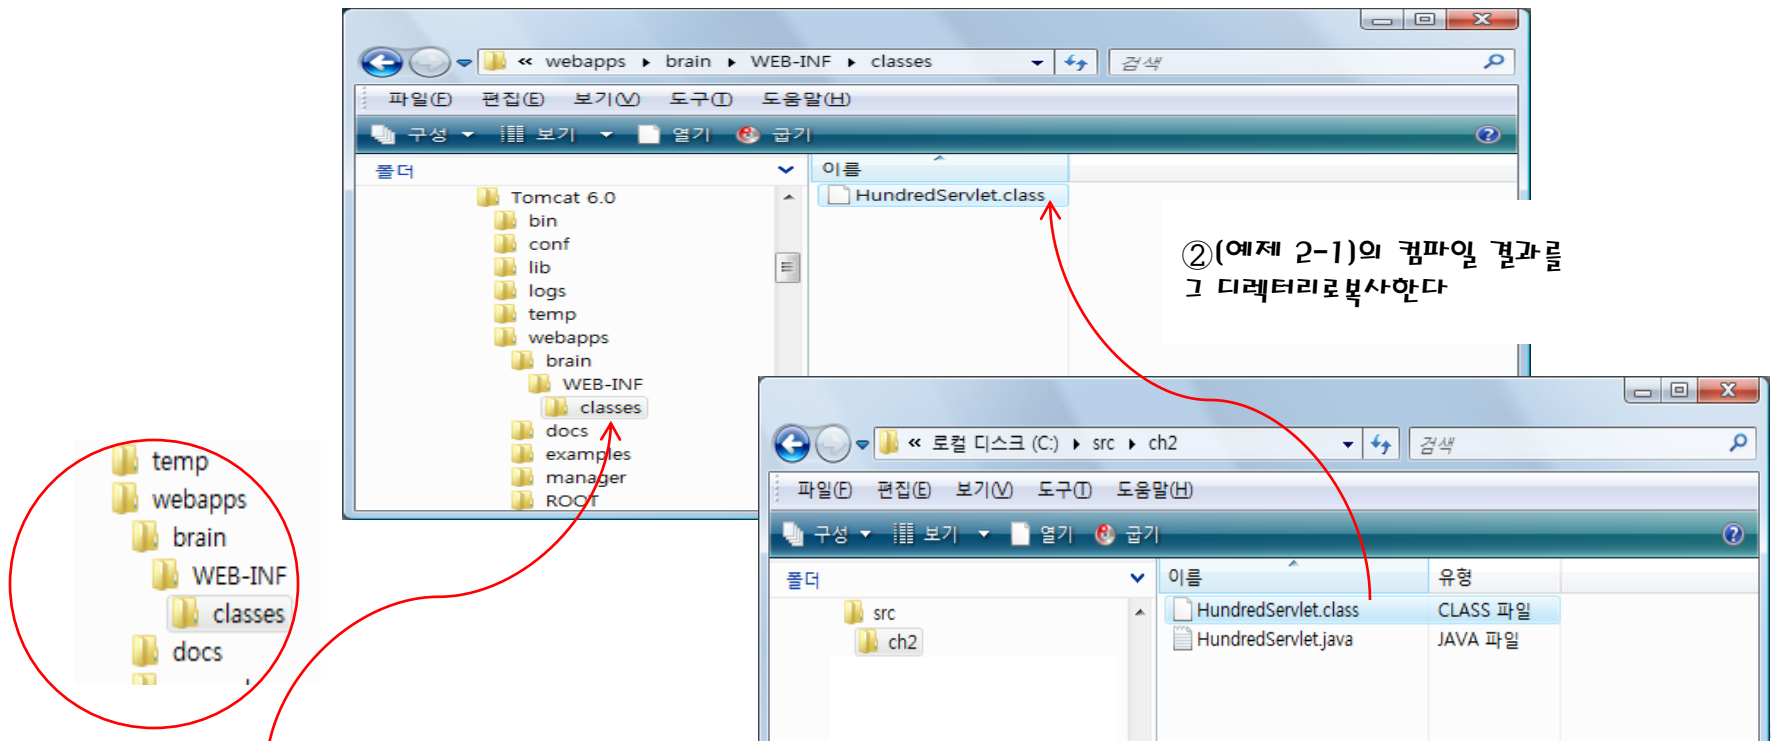 « webapps ▸ brain ▸ WEB-INF ▸ classes
검색
파일(F) 편집(E) 보기(V) 도구(T) 도움말(H)
구성 보기 열기 굽기
폴더
이름
Tomcat 6.0
bin
conf
lib
logs
temp
webapps
brain
WEB-INF
classes
docs
examples
manager
ROOT
HundredServlet.class
②(예제 2-1)의 컴파일 결과를
그 디렉터리로복사한다
temp
webapps
brain
WEB-INF
classes
docs
« 로컬 디스크 (C:) ▸ src ▸ ch2
검색
파일(F) 편집(E) 보기(V) 도구(T) 도움말(H)
구성 보기 열기 굽기
폴더
이름 유형
src
ch2
HundredServlet.class CLASS 파일
HundredServlet.java JAVA 파일